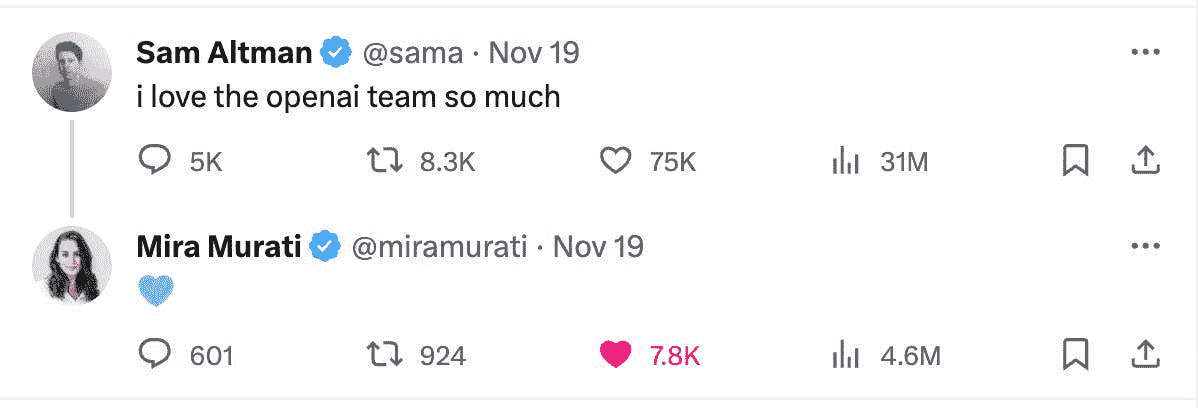 Sam Altman @sama · Nov 19
i love the openai team so much
5K 8.3K 75K 31M
Mira Murati @miramurati · Nov 19
🩵
601 924 7.8K 4.6M